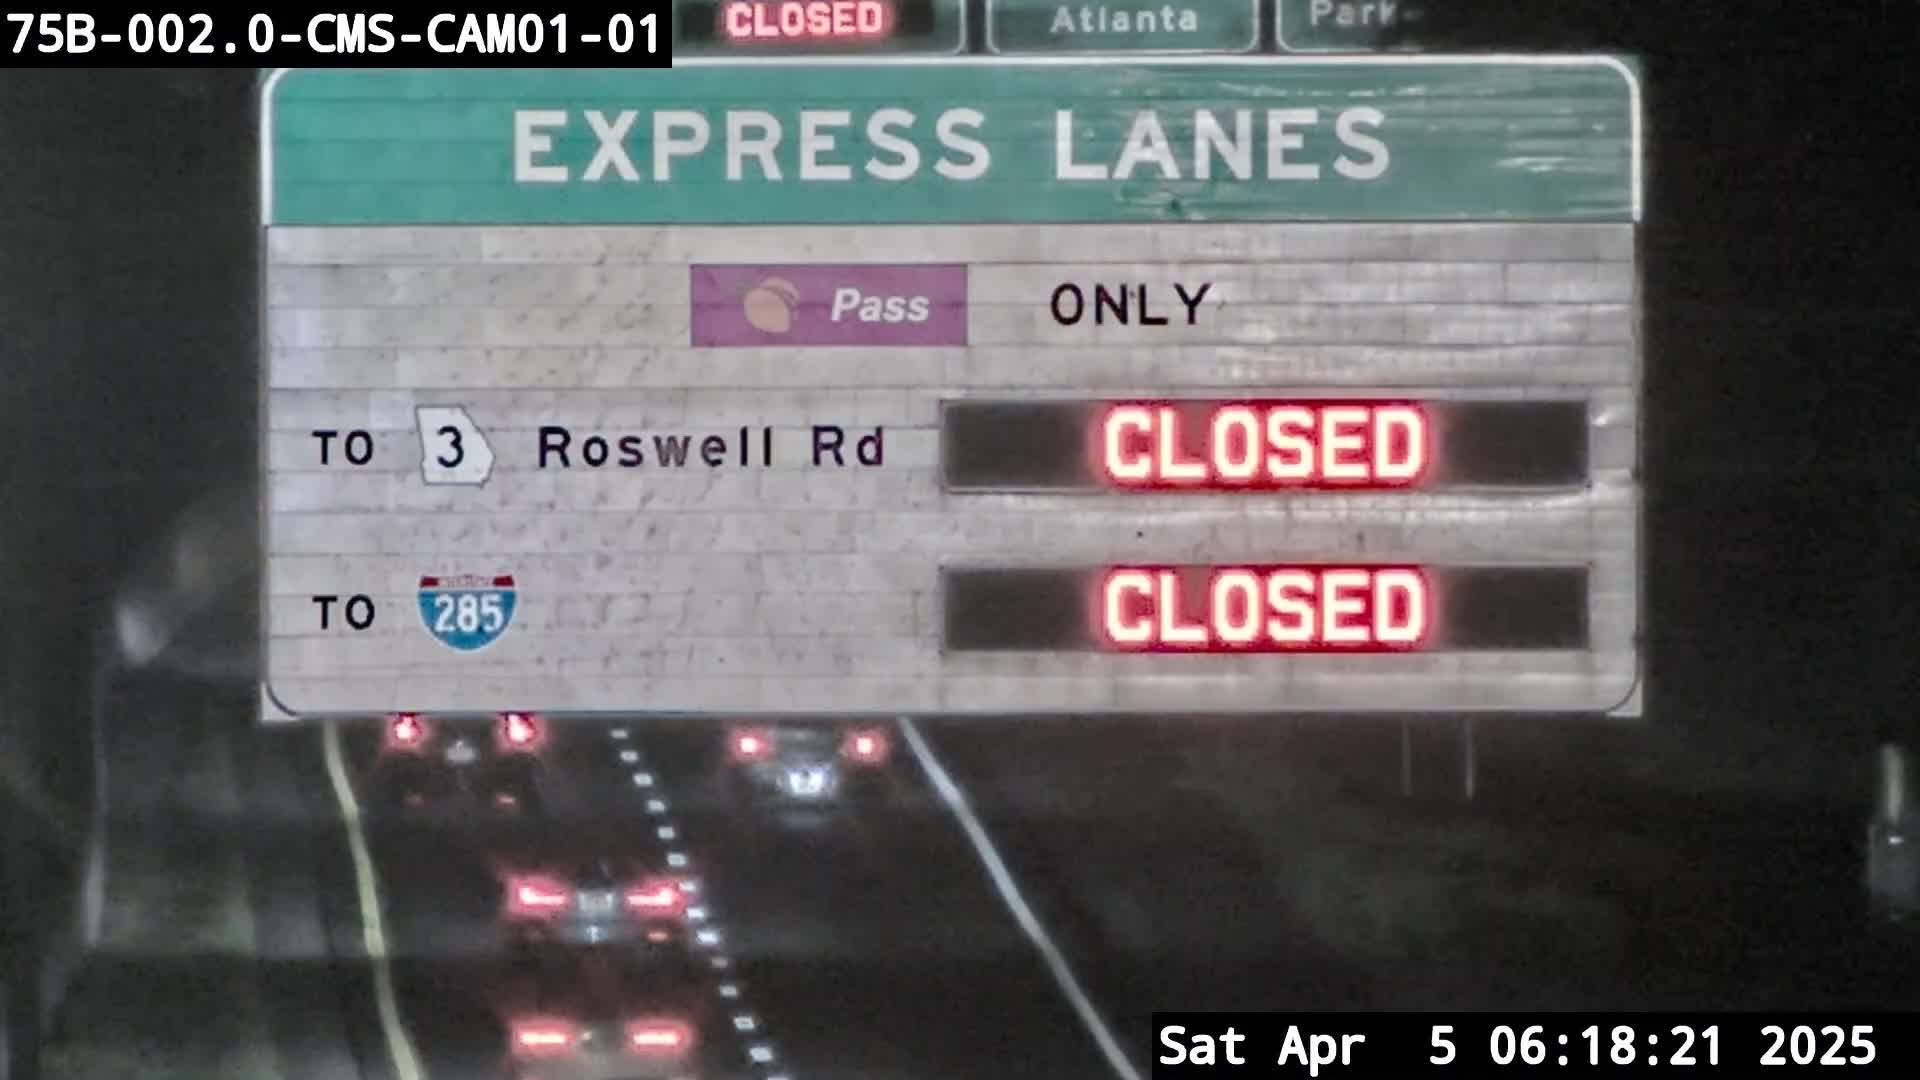 75B-002.0-CMS-CAM01-01
CLOSED
Atlanta
Park
EXPRESS LANES
Pass ONLY
TO 3 Roswell Rd CLOSED
TO 285 CLOSED
Sat Apr 5 06:18:21 2025